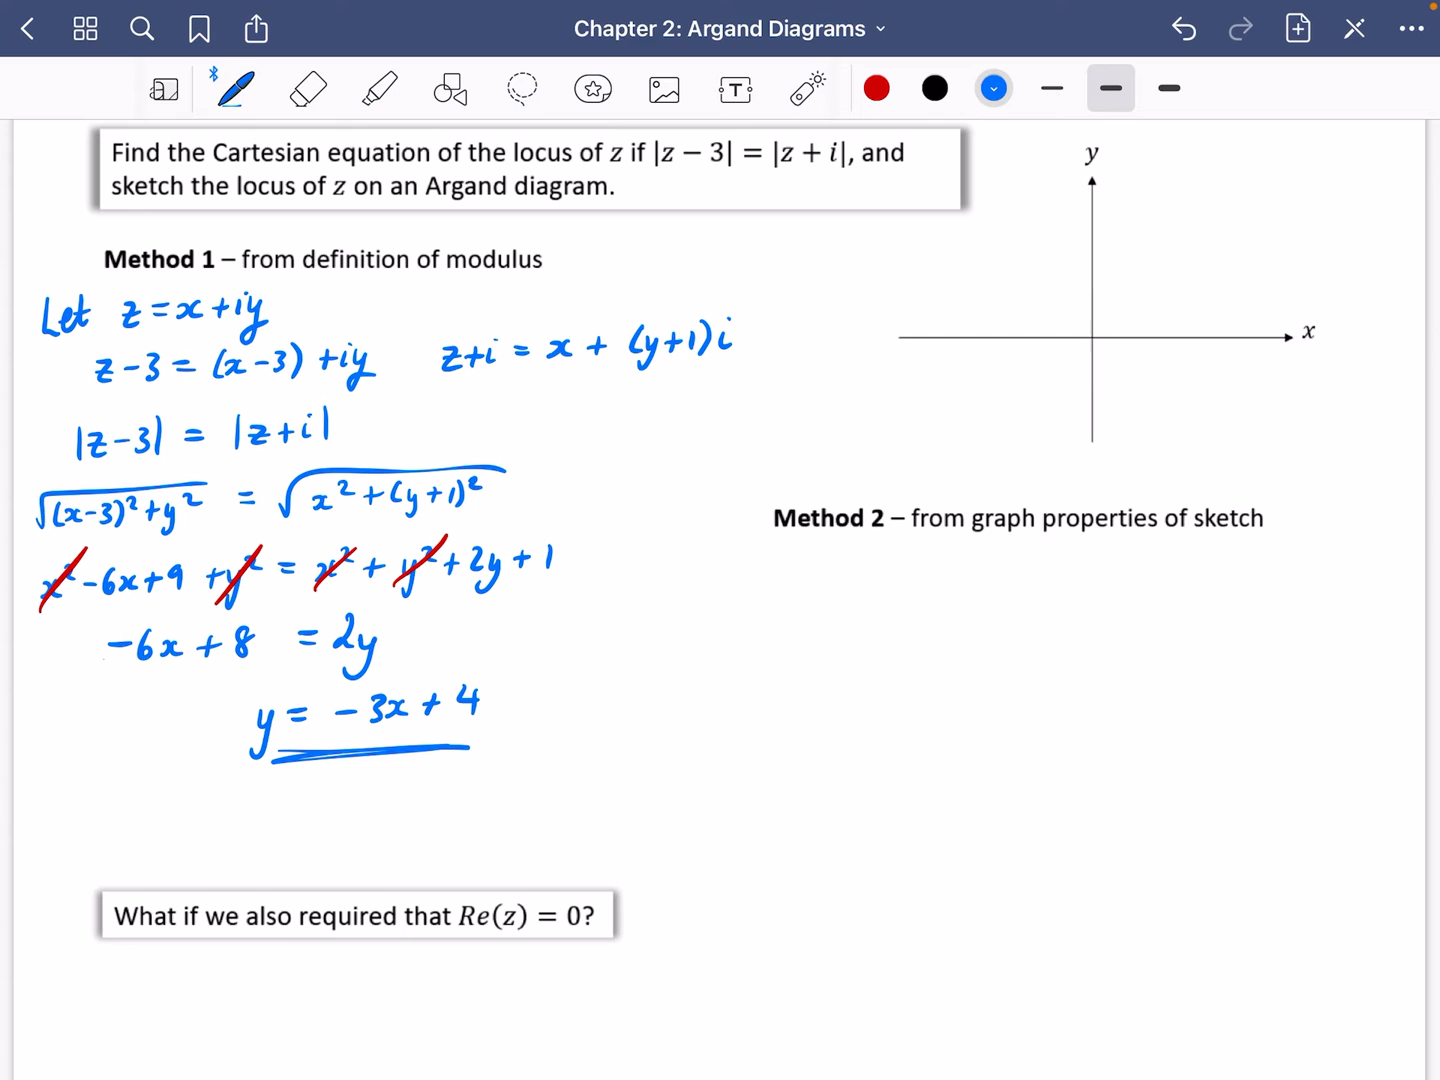 Chapter 2: Argand Diagrams
Find the Cartesian equation of the locus of z if |z − 3| = |z + i|, and
sketch the locus of z on an Argand diagram.
y
x
Method 1 – from definition of modulus
Let z = x + iy
z − 3 = (x − 3) + iy z + i = x + (y + 1)i
|z − 3| = |z + i|
√((x−3)² + y²) = √(x² + (y+1)²)
x² − 6x + 9 + y² = x² + y² + 2y + 1
−6x + 8 = 2y
y = −3x + 4
Method 2 – from graph properties of sketch
What if we also required that Re(z) = 0?